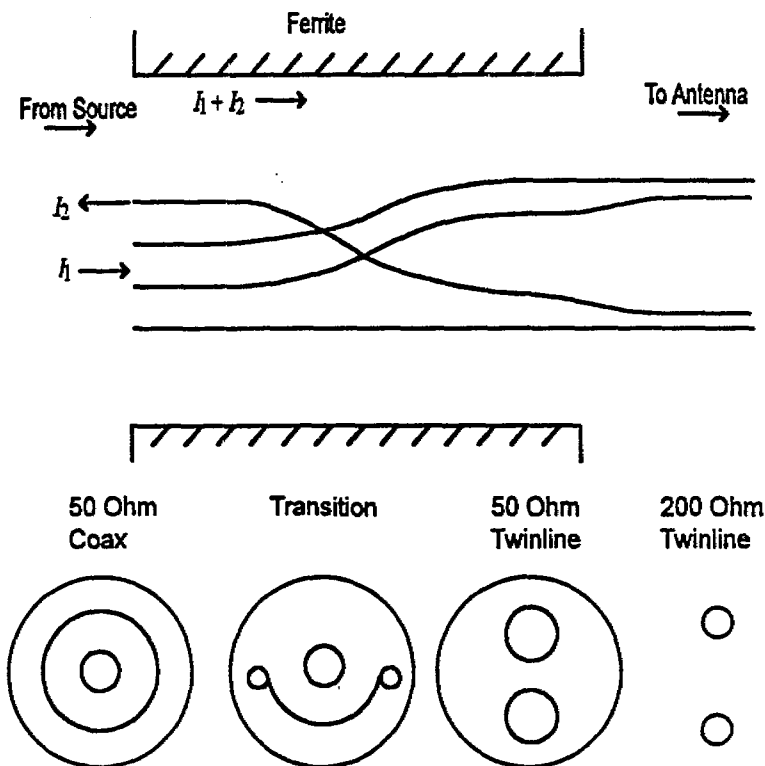 Ferrite
I1 + I2
From Source
To Antenna
I2
I1
50 Ohm
Coax
Transition
50 Ohm
Twinline
200 Ohm
Twinline